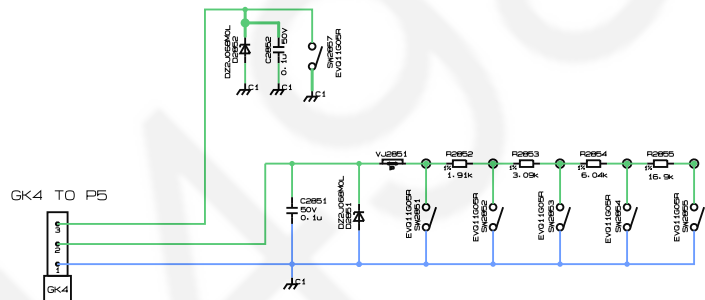 DZ2J068M0L
D2852
C2852
0.1u 50V
SW2857
EVQ11G05R
C1
C1
C1
VJ2851
R2852
1%
1.91k
R2853
1%
3.09k
R2854
1%
6.04k
R2855
1%
16.9k
GK4 TO P5
3
2
1
GK4
C2851
50V
0.1u
DZ2J068M0L
D2851
EVQ11G05R
SW2851
EVQ11G05R
SW2852
EVQ11G05R
SW2853
EVQ11G05R
SW2854
EVQ11G05R
SW2855
C1